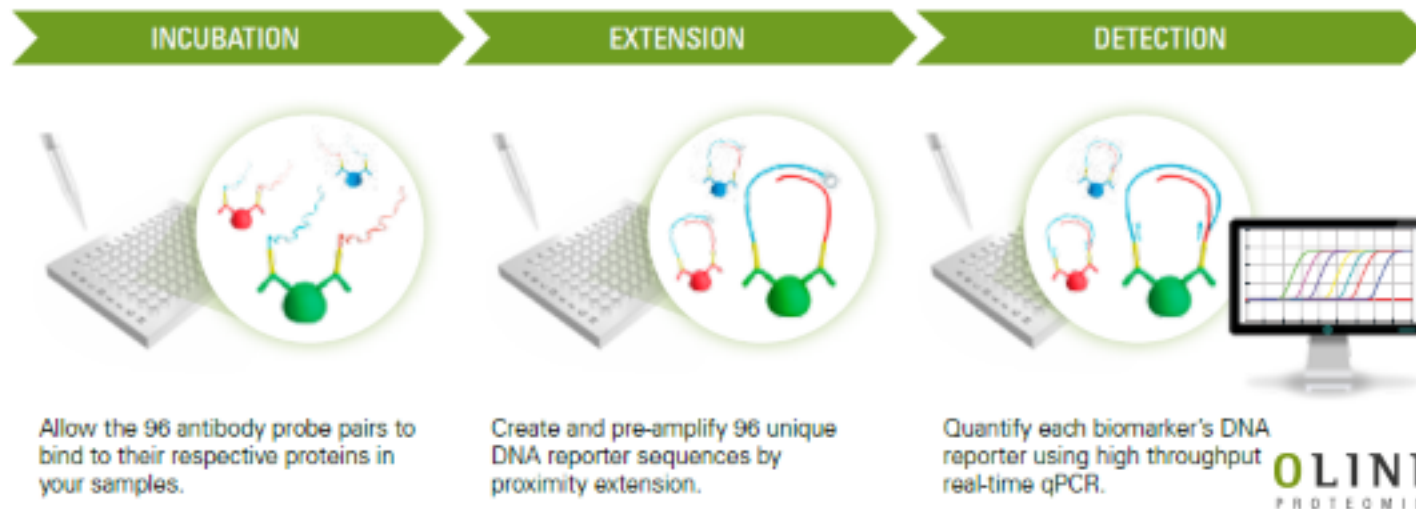 INCUBATION
EXTENSION
DETECTION
Allow the 96 antibody probe pairs to
bind to their respective proteins in
your samples.
Create and pre-amplify 96 unique
DNA reporter sequences by
proximity extension.
Quantify each biomarker's DNA
reporter using high throughput
real-time qPCR.
OLIN
PROTEOMI